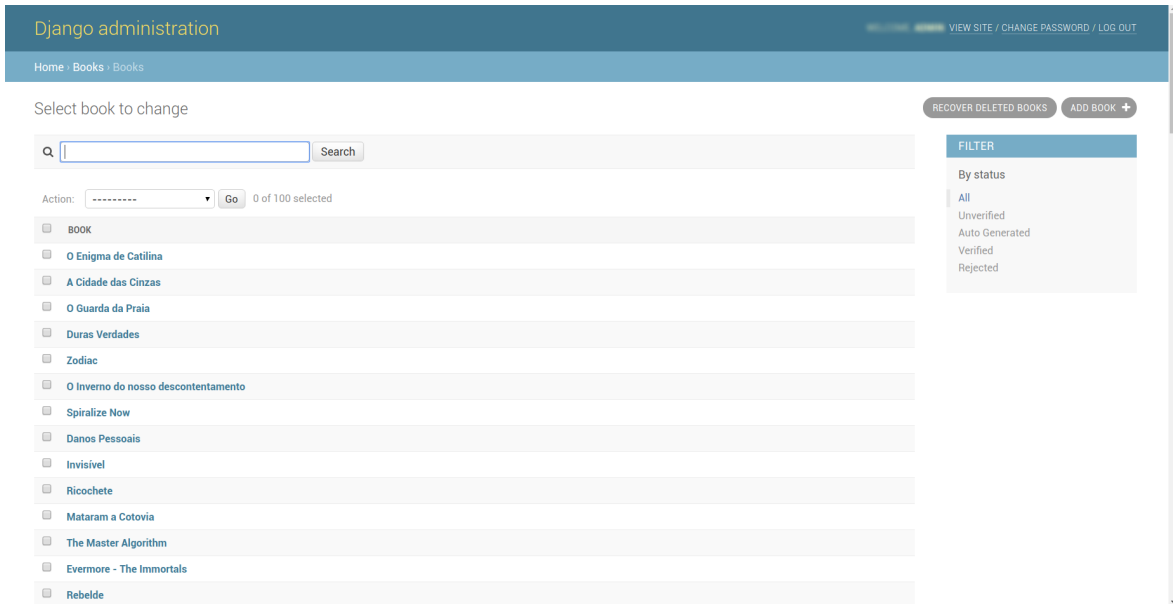 Django administration
VIEW SITE / CHANGE PASSWORD / LOG OUT
Home › Books › Books
Select book to change
RECOVER DELETED BOOKS
ADD BOOK +
Search
Action: --------- Go 0 of 100 selected
BOOK
O Enigma de Catilina
A Cidade das Cinzas
O Guarda da Praia
Duras Verdades
Zodiac
O Inverno do nosso descontentamento
Spiralize Now
Danos Pessoais
Invisível
Ricochete
Mataram a Cotovia
The Master Algorithm
Evermore - The Immortals
Rebelde
FILTER
By status
All
Unverified
Auto Generated
Verified
Rejected